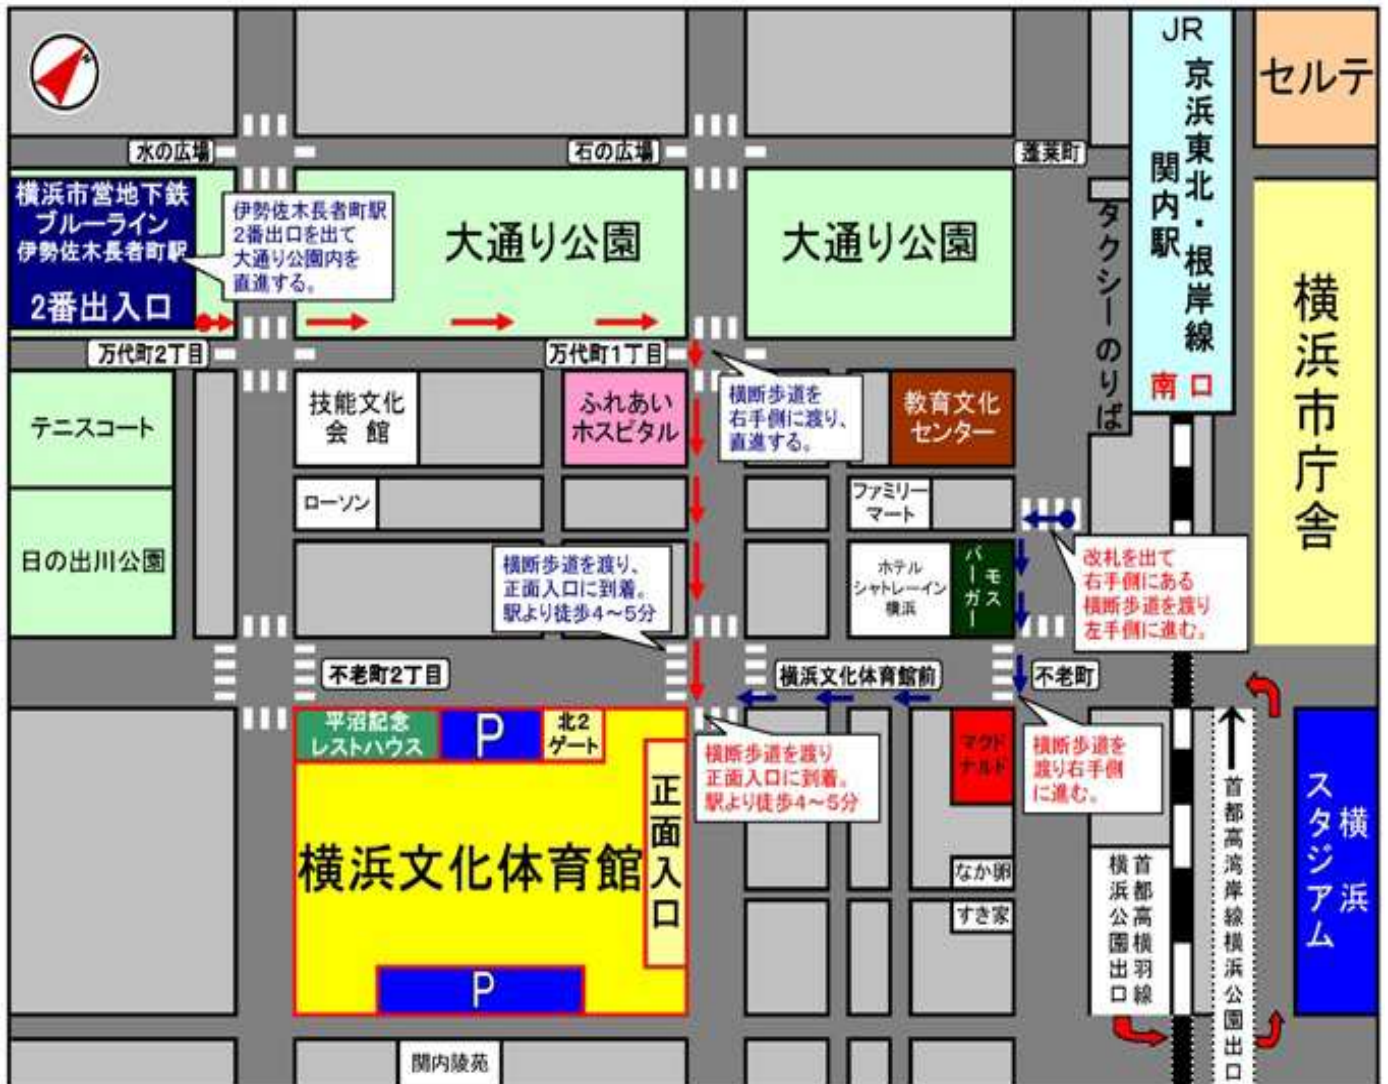 N
JR
京浜東北・根岸線
関内駅
南口
セルテ
水の広場
石の広場
蓬莱町
横浜市営地下鉄
ブルーライン
伊勢佐木長者町駅
2番出入口
伊勢佐木長者町駅
2番出口を出て
大通り公園内を
直進する。
大通り公園
大通り公園
タクシーのりば
横浜市庁舎
万代町2丁目
万代町1丁目
テニスコート
技能文化
会館
ふれあい
ホスピタル
横断歩道を
右手側に渡り、
直進する。
教育文化
センター
ローソン
ファミリー
マート
日の出川公園
横断歩道を渡り、
正面入口に到着。
駅より徒歩4～5分
ホテル
シャトレーイン
横浜
モス
バーガー
改札を出て
右手側にある
横断歩道を渡り
左手側に進む。
不老町2丁目
横浜文化体育館前
不老町
平沼記念
レストハウス
P
北2
ゲート
正面入口
横浜文化体育館
P
横断歩道を渡り
正面入口に到着。
駅より徒歩4～5分
マクド
ナルド
横断歩道を
渡り右手側
に進む。
なか卯
すき家
首都高横羽線
横浜公園出口
首都高湾岸線横浜公園出口
横浜
スタジアム
関内陵苑